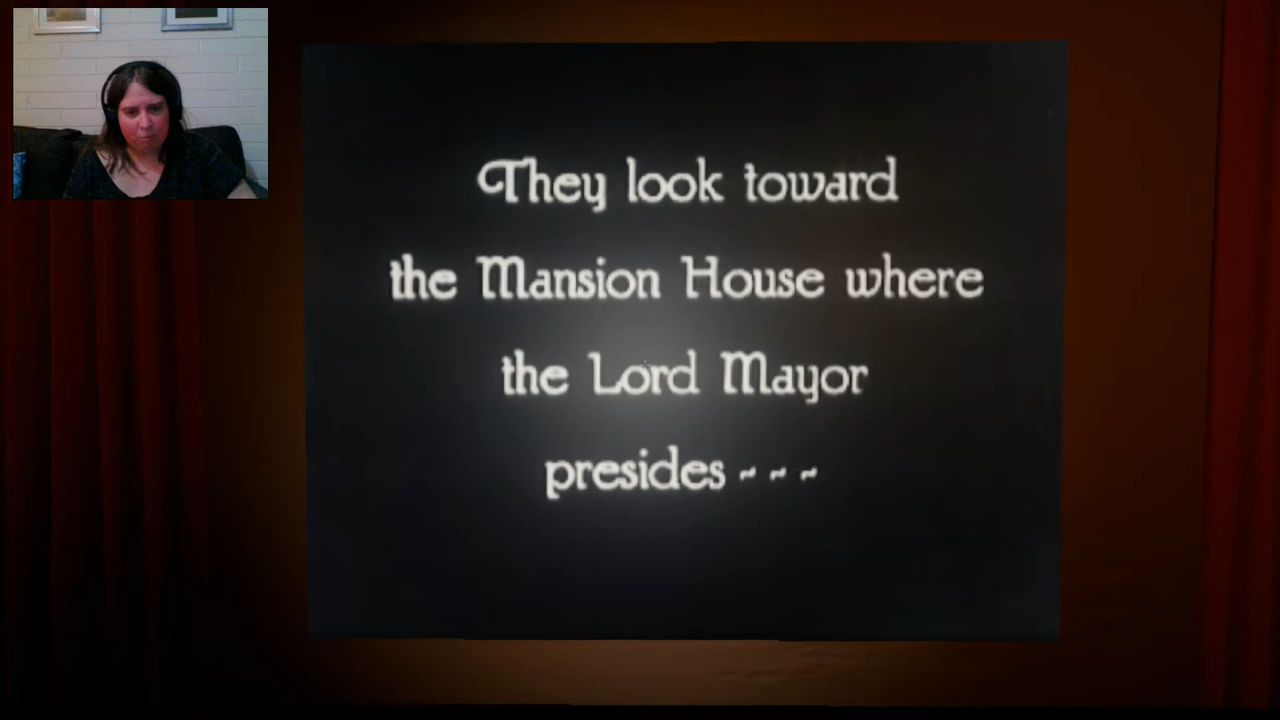 They look toward
the Mansion House where
the Lord Mayor
presides - - -